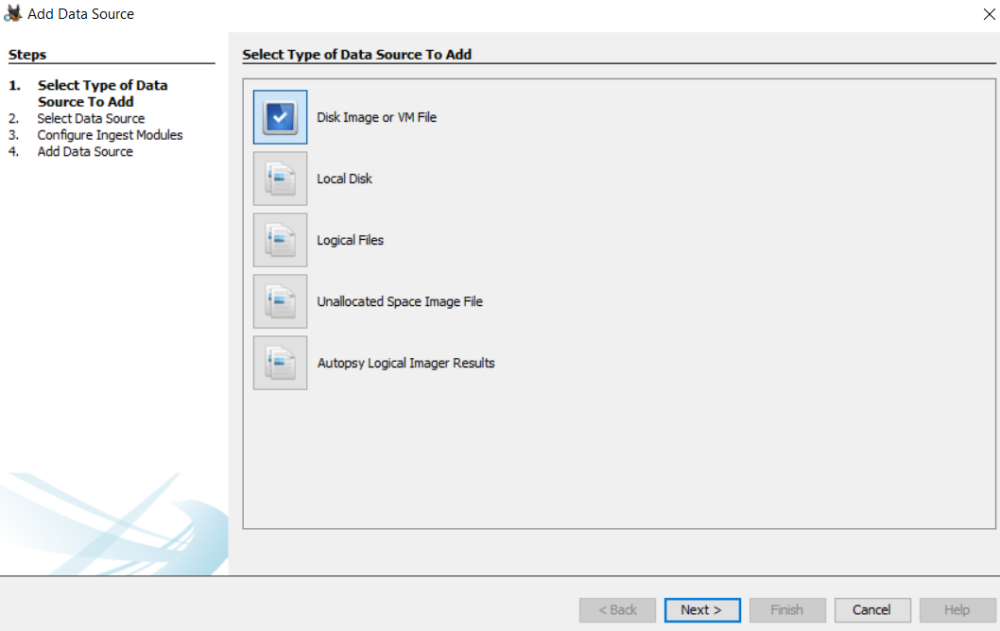 Add Data Source
Steps
1. Select Type of Data
Source To Add
2. Select Data Source
3. Configure Ingest Modules
4. Add Data Source
Select Type of Data Source To Add
Disk Image or VM File
Local Disk
Logical Files
Unallocated Space Image File
Autopsy Logical Imager Results
< Back
Next >
Finish
Cancel
Help